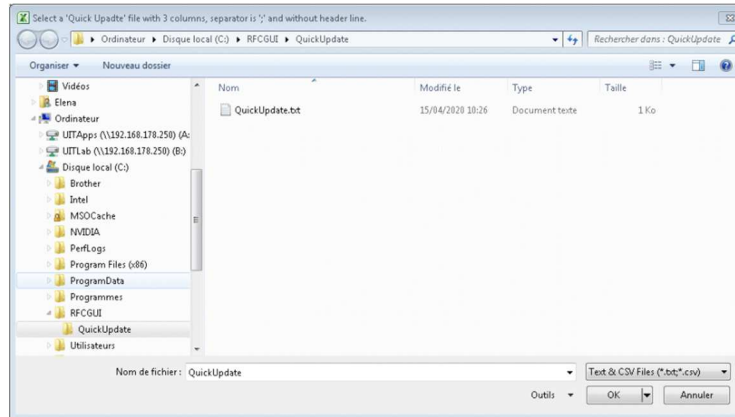 Select a 'Quick Upadte' file with 3 columns, separator is ';' and without header line.
Ordinateur ▸ Disque local (C:) ▸ RFCGUI ▸ QuickUpdate
Rechercher dans : QuickUpdate
Organiser Nouveau dossier
Nom Modifié le Type Taille
Vidéos
Elena
QuickUpdate.txt 15/04/2020 10:26 Document texte 1 Ko
Ordinateur
UITApps (\\192.168.178.250) (A:
UITLab (\\192.168.178.250) (B:)
Disque local (C:)
Brother
Intel
MSOCache
NVIDIA
PerfLogs
Program Files (x86)
ProgramData
Programmes
RFCGUI
QuickUpdate
Utilisateurs
Nom de fichier : QuickUpdate Text & CSV Files (*.txt;*.csv)
Outils OK Annuler